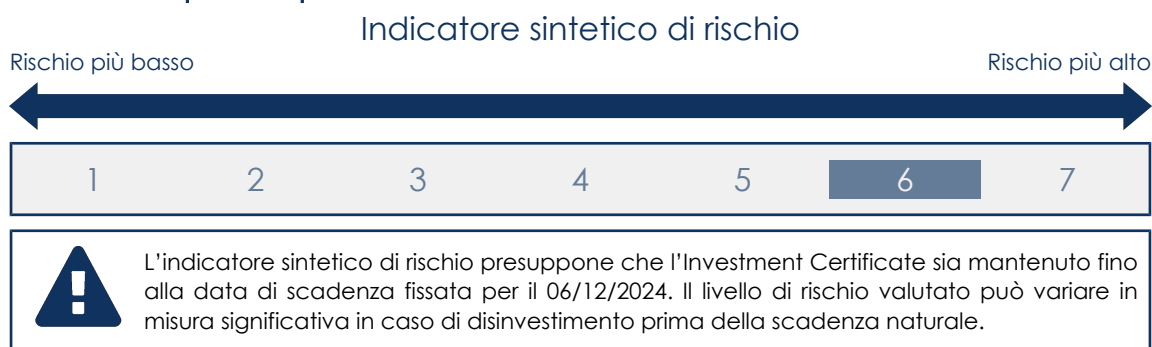 Indicatore sintetico di rischio
Rischio più basso
Rischio più alto
1 2 3 4 5 6 7
L'indicatore sintetico di rischio presuppone che l'Investment Certificate sia mantenuto fino
alla data di scadenza fissata per il 06/12/2024. Il livello di rischio valutato può variare in
misura significativa in caso di disinvestimento prima della scadenza naturale.